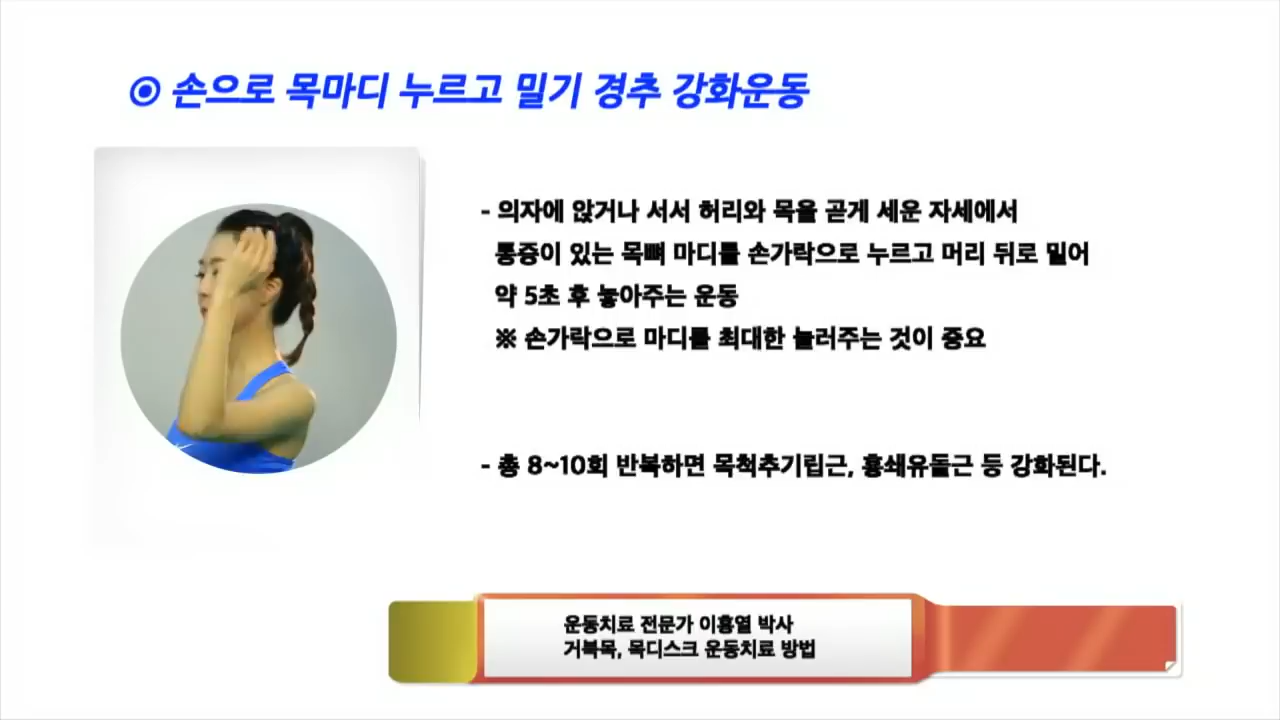 ◎ 손으로 목마디 누르고 밀기 경추 강화운동
- 의자에 앉거나 서서 허리와 목을 곧게 세운 자세에서
통증이 있는 목뼈 마디를 손가락으로 누르고 머리 뒤로 밀어
약 5초 후 놓아주는 운동
※ 손가락으로 마디를 최대한 눌러주는 것이 중요
- 총 8~10회 반복하면 목척추기립근, 흉쇄유돌근 등 강화된다.
운동치료 전문가 이홍열 박사
거북목, 목디스크 운동치료 방법